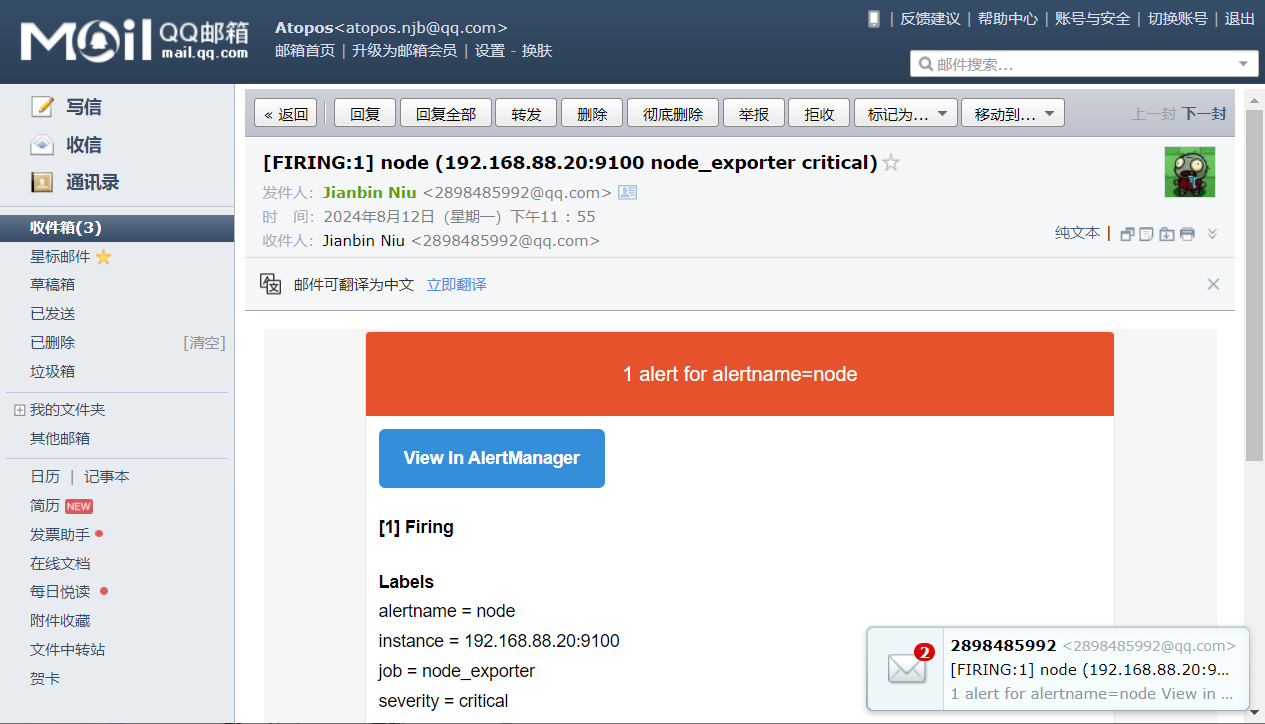 MOil QQ邮箱 mail.qq.com
Atopos<atopos.njb@qq.com>
邮箱首页 | 升级为邮箱会员 | 设置 - 换肤
| 反馈建议 | 帮助中心 | 账号与安全 | 切换账号 | 退出
邮件搜索...
写信
收信
通讯录
收件箱(3)
星标邮件
草稿箱
已发送
已删除 [清空]
垃圾箱
我的文件夹
其他邮箱
日历 | 记事本
简历 NEW
发票助手
在线文档
每日悦读
附件收藏
文件中转站
贺卡
« 返回 回复 回复全部 转发 删除 彻底删除 举报 拒收 标记为... 移动到... 上一封 下一封
[FIRING:1] node (192.168.88.20:9100 node_exporter critical)
发件人: Jianbin Niu <2898485992@qq.com>
时 间: 2024年8月12日 (星期一) 下午11 : 55
收件人: Jianbin Niu <2898485992@qq.com>
纯文本 |
邮件可翻译为中文 立即翻译
1 alert for alertname=node
View In AlertManager
[1] Firing
Labels
alertname = node
instance = 192.168.88.20:9100
job = node_exporter
severity = critical
2
2898485992 <2898485992@qq.com>
[FIRING:1] node (192.168.88.20:9...
1 alert for alertname=node View in ...